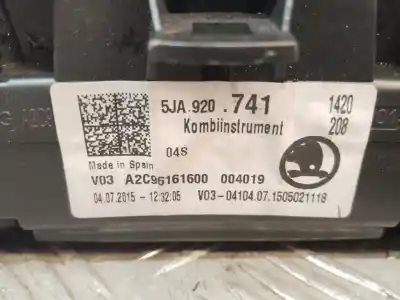 5JA 920 .741
1420
208
Kombiinstrument
04S
Made in Spain
V03 A2C96161600 004019
04.07.2015 - 12:32:05 V03-04104.07.1505021118